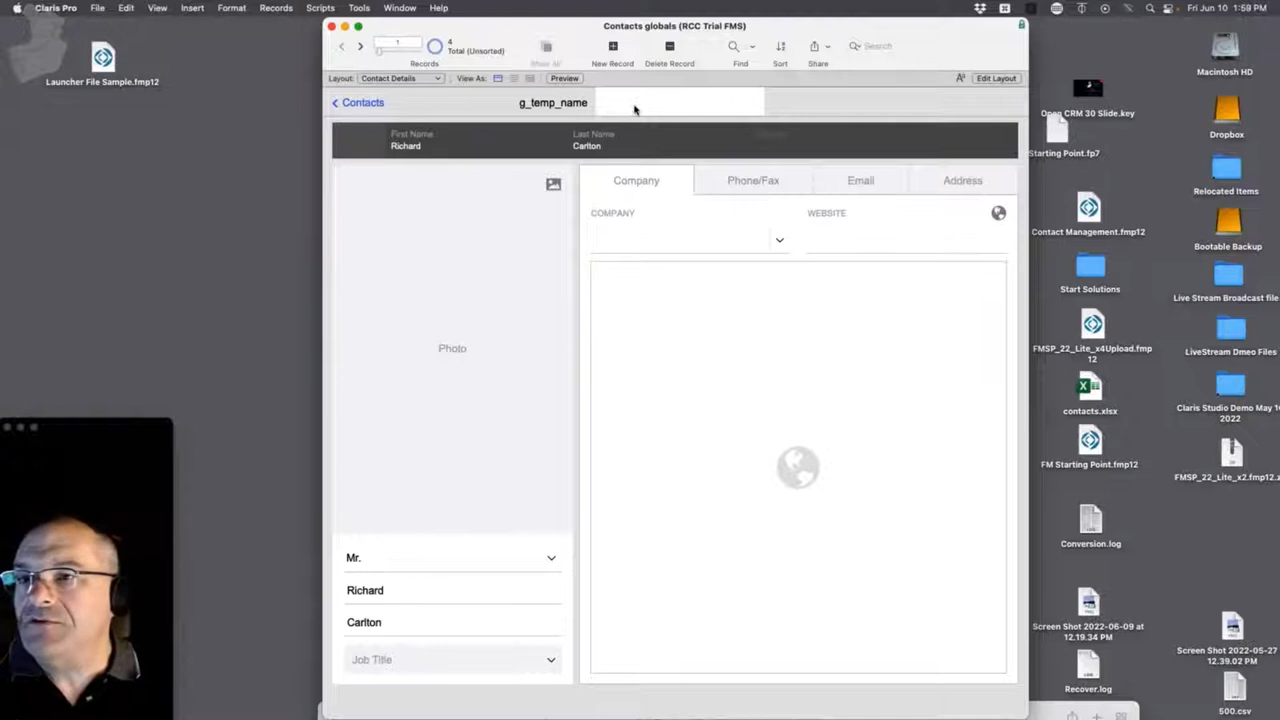 Claris Pro File Edit View Insert Format Records Scripts Tools Window Help
Fri Jun 10 1:59 PM
Contacts globals (RCC Trial FMS)
1
4
Total (Unsorted)
Records
Show All
New Record
Delete Record
Find
Sort
Share
Search
Layout: Contact Details
View As:
Preview
Edit Layout
Contacts
g_temp_name
First Name
Richard
Last Name
Carlton
Company
Phone/Fax
Email
Address
COMPANY
WEBSITE
Photo
Mr.
Richard
Carlton
Job Title
Launcher File Sample.fmp12
Open CRM 30 Slide.key
Starting Point.fp7
Contact Management.fmp12
Start Solutions
FMSP_22_Lite_x4Upload.fmp
12
contacts.xlsx
FM Starting Point.fmp12
Conversion.log
Screen Shot 2022-06-09 at
12.19.34 PM
Recover.log
Macintosh HD
Dropbox
Relocated Items
Bootable Backup
Live Stream Broadcast file
LiveStream Dmeo Files
Claris Studio Demo May 1
2022
FMSP_22_Lite_x2.fmp12.z
Screen Shot 2022-05-27
12.39.02 PM
500.csv